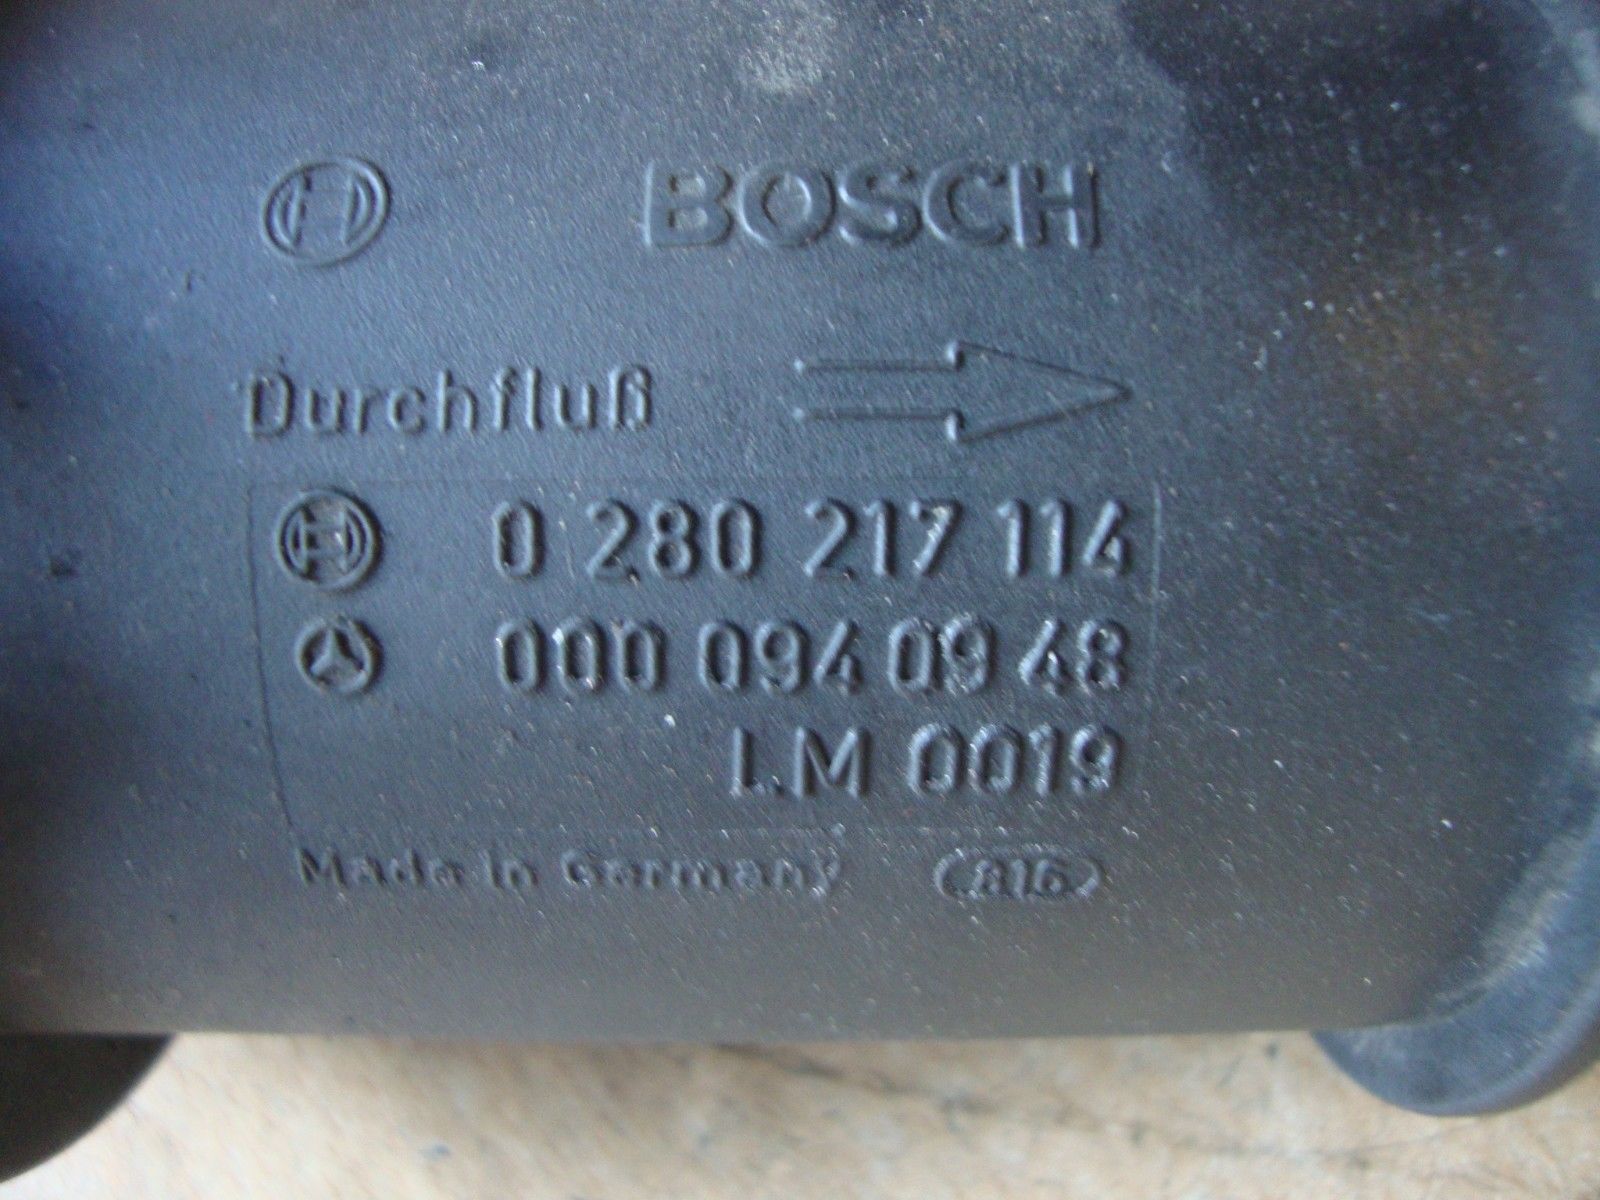 BOSCH
Durchfluß
0 280 217 114
000 094 09 48
LM 0019
Made in Germany 816